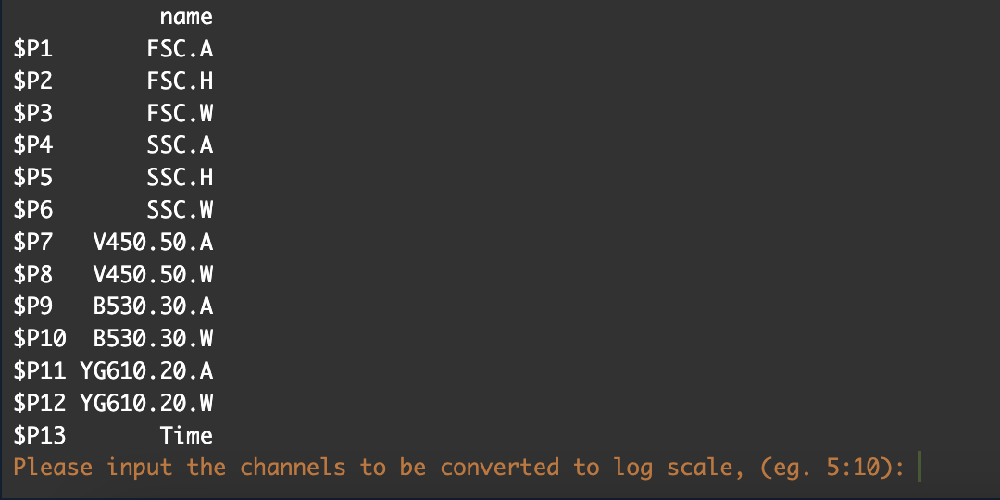 name
$P1 FSC.A
$P2 FSC.H
$P3 FSC.W
$P4 SSC.A
$P5 SSC.H
$P6 SSC.W
$P7 V450.50.A
$P8 V450.50.W
$P9 B530.30.A
$P10 B530.30.W
$P11 YG610.20.A
$P12 YG610.20.W
$P13 Time
Please input the channels to be converted to log scale, (eg. 5:10):